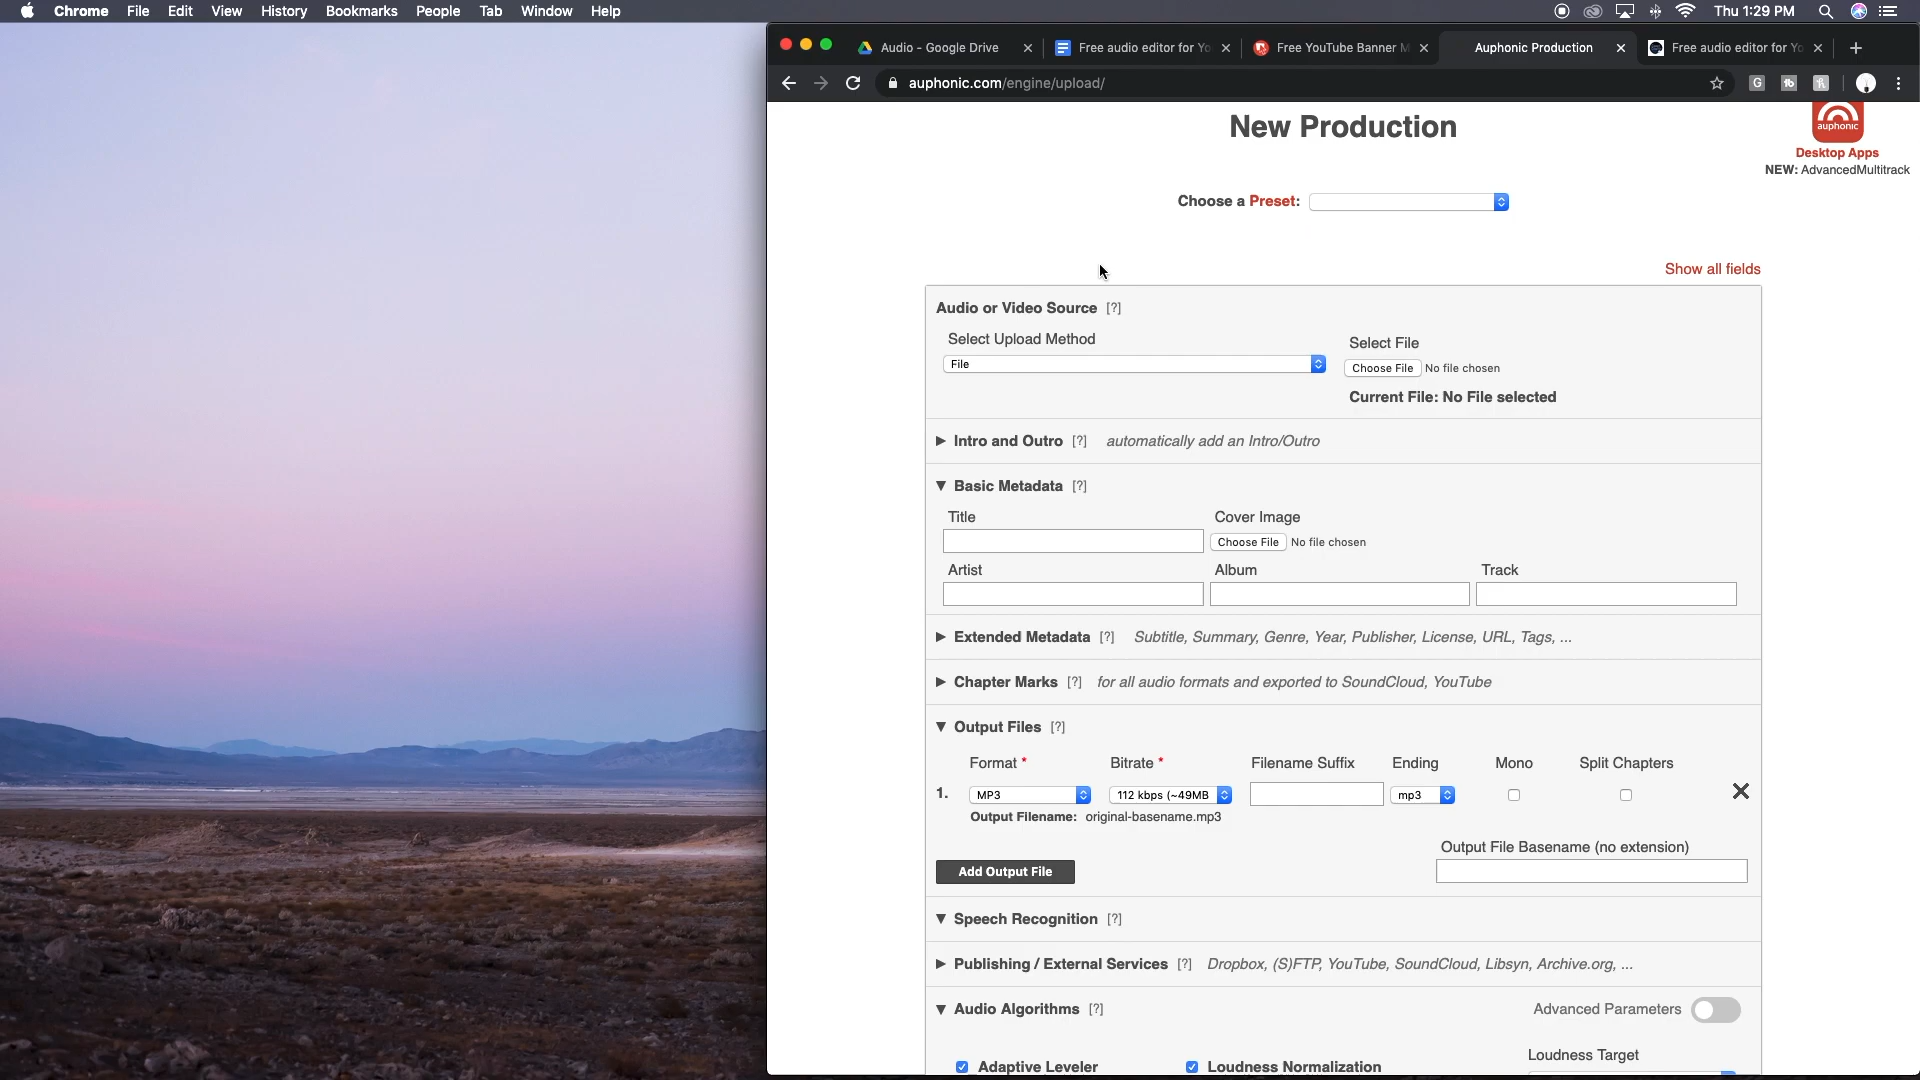 Chrome File Edit View History Bookmarks People Tab Window Help Thu 1:29 PM
Audio - Google Drive Free audio editor for Yo Free YouTube Banner M Auphonic Production Free audio editor for Yo
auphonic.com/engine/upload/
New Production
auphonic
Desktop Apps
NEW: AdvancedMultitrack
Choose a Preset:
Show all fields
Audio or Video Source [?]
Select Upload Method
Select File
File
Choose File No file chosen
Current File: No File selected
Intro and Outro [?] automatically add an Intro/Outro
Basic Metadata [?]
Title Cover Image
Choose File No file chosen
Artist Album Track
Extended Metadata [?] Subtitle, Summary, Genre, Year, Publisher, License, URL, Tags, ...
Chapter Marks [?] for all audio formats and exported to SoundCloud, YouTube
Output Files [?]
Format * Bitrate * Filename Suffix Ending Mono Split Chapters
1. MP3 112 kbps (~49MB mp3
Output Filename: original-basename.mp3
Output File Basename (no extension)
Add Output File
Speech Recognition [?]
Publishing / External Services [?] Dropbox, (S)FTP, YouTube, SoundCloud, Libsyn, Archive.org, ...
Audio Algorithms [?] Advanced Parameters
Loudness Target
Adaptive Leveler Loudness Normalization